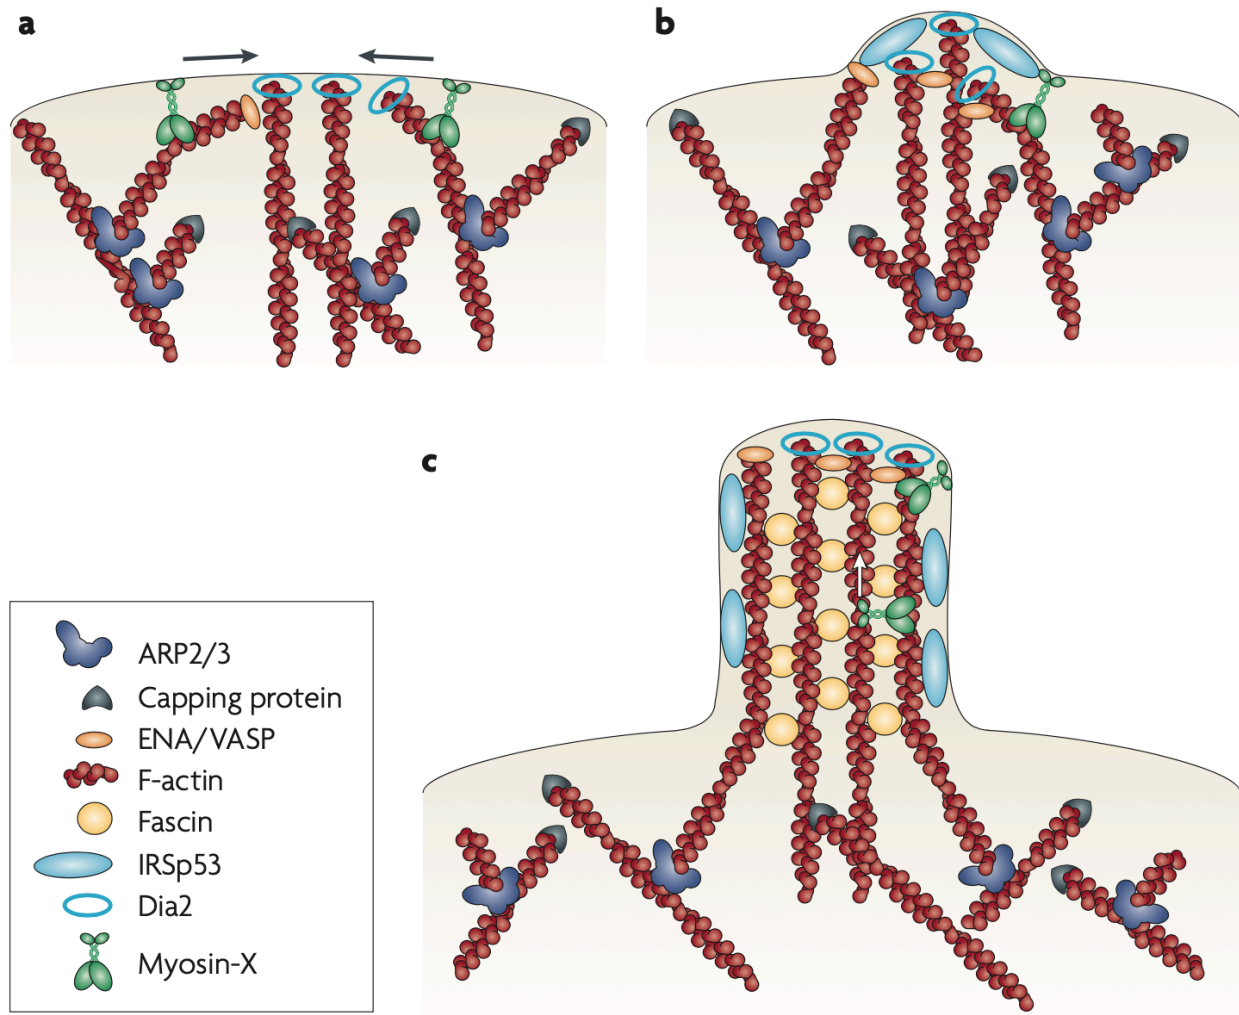 a
b
c
ARP2/3
Capping protein
ENA/VASP
F-actin
Fascin
IRSp53
Dia2
Myosin-X